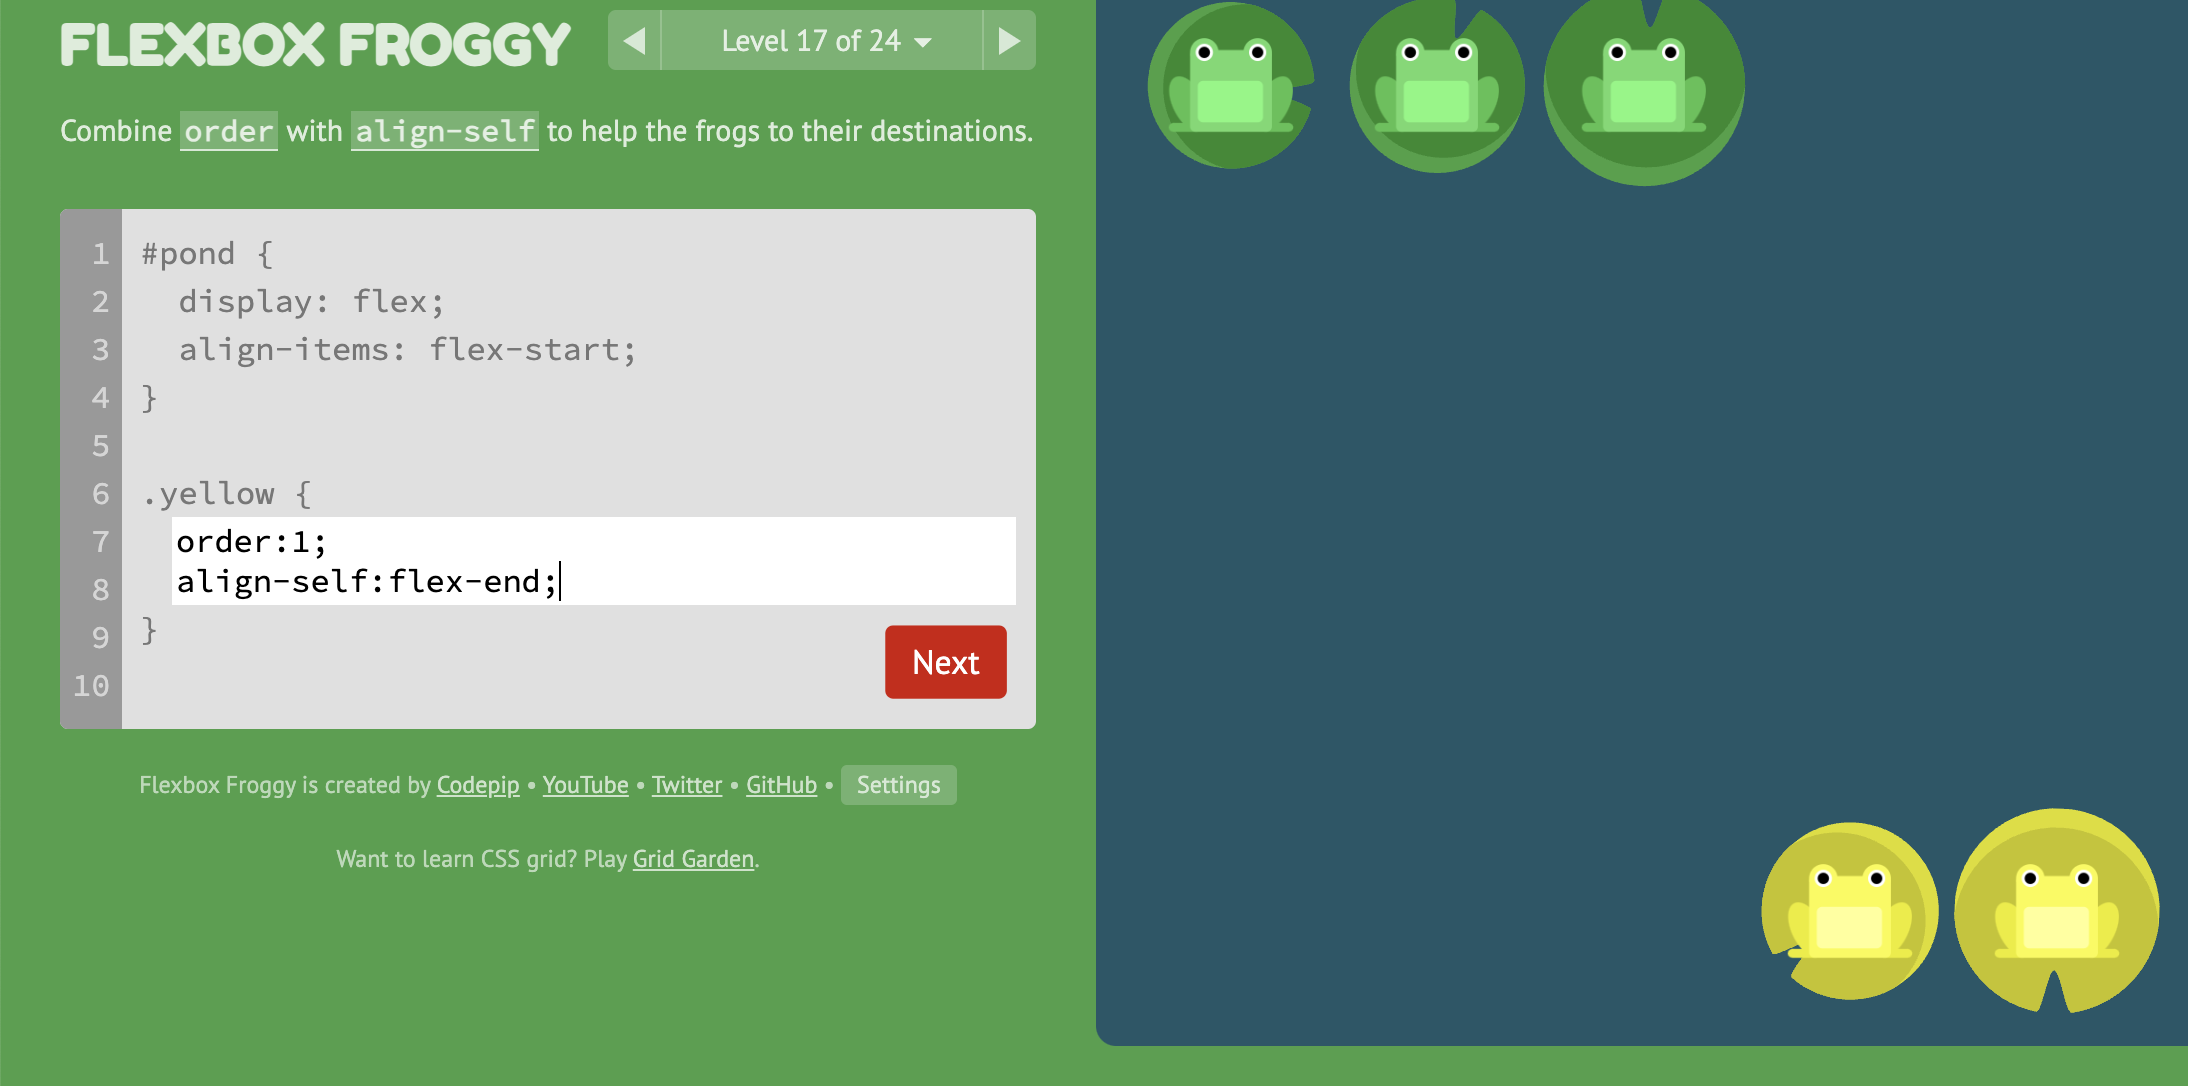 FLEXBOX FROGGY
Level 17 of 24
Combine order with align-self to help the frogs to their destinations.
1 #pond {
2 display: flex;
3 align-items: flex-start;
4 }
5
6 .yellow {
7 order:1;
8 align-self:flex-end;
9 }
10
Next
Flexbox Froggy is created by Codepip • YouTube • Twitter • GitHub • Settings
Want to learn CSS grid? Play Grid Garden.